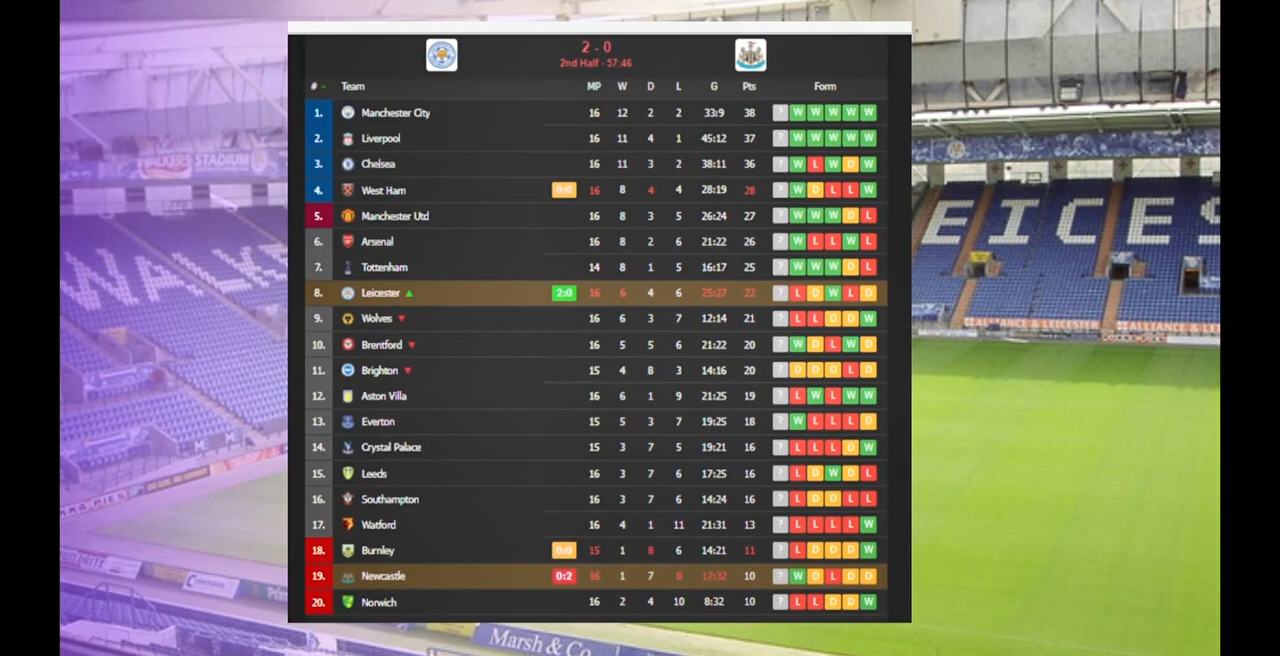 2 - 0
2nd Half - 57:46
# Team MP W D L G Pts Form
1. Manchester City 16 12 2 2 33:9 38 ? W W W W W
2. Liverpool 16 11 4 1 45:12 37 ? W W W W W
3. Chelsea 16 11 3 2 38:11 36 ? W L W D W
4. West Ham 0:0 16 8 4 4 28:19 28 ? W D L L W
5. Manchester Utd 16 8 3 5 26:24 27 ? W W W D L
6. Arsenal 16 8 2 6 21:22 26 ? W L L W L
7. Tottenham 14 8 1 5 16:17 25 ? W W W D L
8. Leicester 2:0 16 6 4 6 25:27 22 ? L D W L D
9. Wolves 16 6 3 7 12:14 21 ? L L D D W
10. Brentford 16 5 5 6 21:22 20 ? W D L W D
11. Brighton 15 4 8 3 14:16 20 ? D D D L D
12. Aston Villa 16 6 1 9 21:25 19 ? L W L W W
13. Everton 15 5 3 7 19:25 18 ? W L L L D
14. Crystal Palace 15 3 7 5 19:21 16 ? L L L D W
15. Leeds 16 3 7 6 17:25 16 ? L D W D L
16. Southampton 16 3 7 6 14:24 16 ? L D D L L
17. Watford 16 4 1 11 21:31 13 ? L L L L W
18. Burnley 0:0 15 1 8 6 14:21 11 ? L D D D W
19. Newcastle 0:2 16 1 7 8 17:32 10 ? W D L D D
20. Norwich 16 2 4 10 8:32 10 ? L L D D W
WALKERS STADIUM
WALK
EICES
ALLIANCE & LEICESTER
ALLIANCE & LE
Marsh & Co